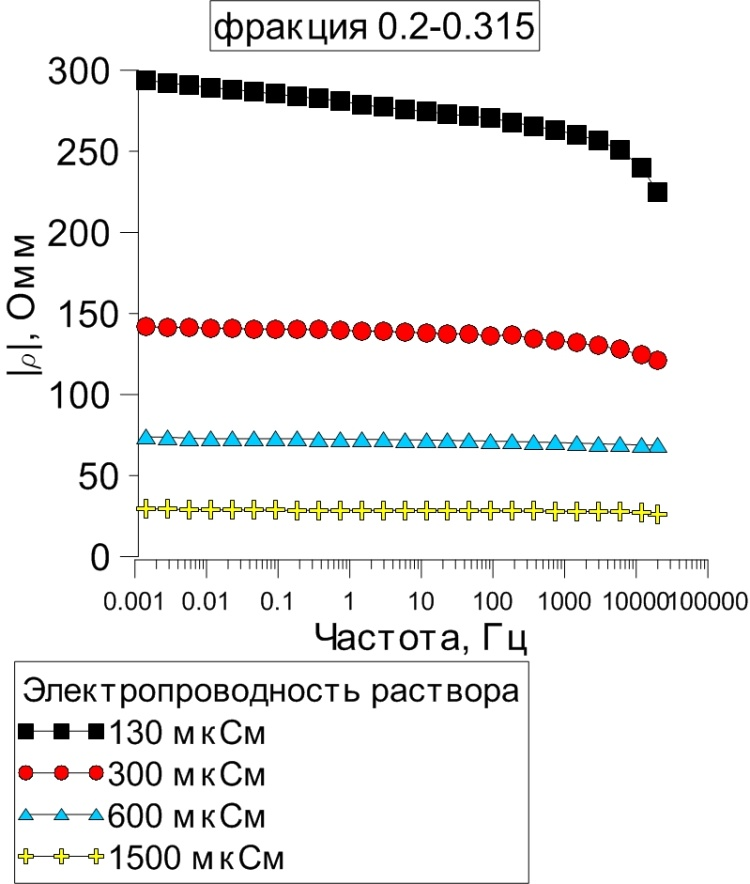 фракция 0.2-0.315
300
250
200
150
100
50
0
|ρ|, Омм
0.001 0.01 0.1 1 10 100 1000 10000 100000
Частота, Гц
Электропроводность раствора
130 мкСм
300 мкСм
600 мкСм
1500 мкСм